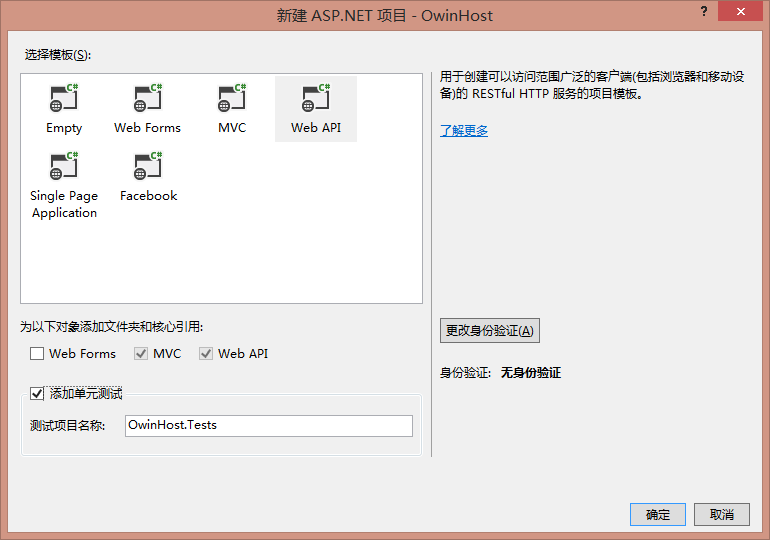 新建 ASP.NET 项目 - OwinHost
?
选择模板(S):
C# C# C# C#
Empty Web Forms MVC Web API
C# C#
Single Page Application Facebook
用于创建可以访问范围广泛的客户端(包括浏览器和移动设
备)的 RESTful HTTP 服务的项目模板。
了解更多
为以下对象添加文件夹和核心引用:
Web Forms MVC Web API
添加单元测试
测试项目名称: OwinHost.Tests
更改身份验证(A)
身份验证: 无身份验证
确定 取消